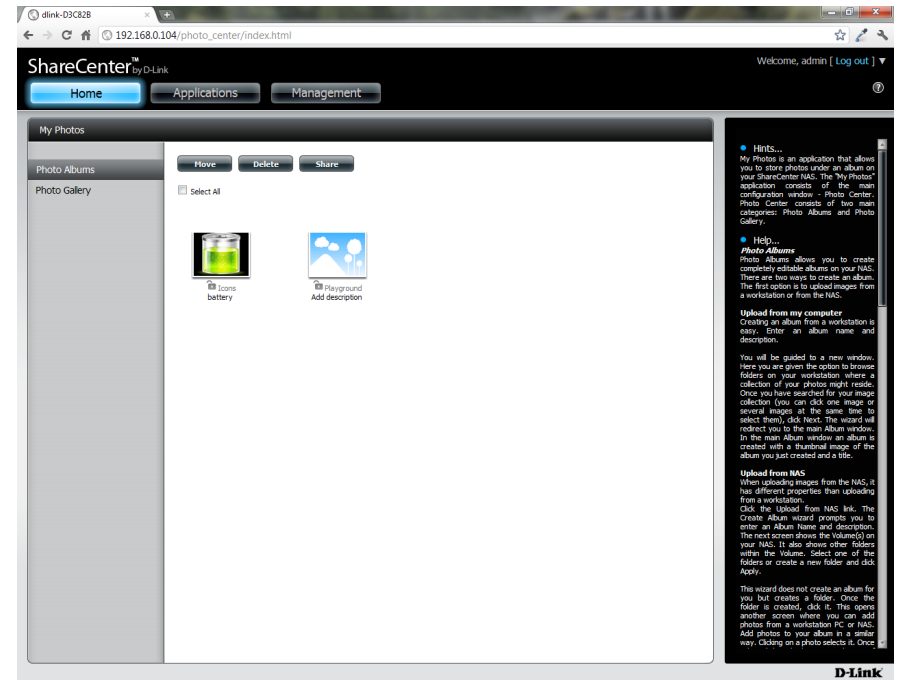 dlink-D3C82B
192.168.0.104/photo_center/index.html
ShareCenter™ by D-Link
Welcome, admin [ Log out ] ▼
Home
Applications
Management
My Photos
Photo Albums
Photo Gallery
Move
Delete
Share
Select All
Icons
battery
Playground
Add description
Hints...
My Photos is an application that allows
you to store photos under an album on
your ShareCenter NAS. The "My Photos"
application consists of the main
configuration window - Photo Center.
Photo Center consists of two main
categories: Photo Albums and Photo
Gallery.
Help...
Photo Albums
Photo Albums allows you to create
completely editable albums on your NAS.
There are two ways to create an album.
The first option is to upload images from
a workstation or from the NAS.
Upload from my computer
Creating an album from a workstation is
easy. Enter an album name and
description.
You will be guided to a new window.
Here you are given the option to browse
folders on your workstation where a
collection of your photos might reside.
Once you have searched for your image
collection (you can click one image or
several images at the same time to
select them), click Next. The wizard will
redirect you to the main Album window.
In the main Album window an album is
created with a thumbnail image of the
album you just created and a title.
Upload from NAS
When uploading images from the NAS, it
has different properties than uploading
from a workstation.
Click the Upload from NAS link. The
Create Album wizard prompts you to
enter an Album Name and description.
The next screen shows the Volume(s) on
your NAS. It also shows other folders
within the Volume. Select one of the
folders or create a new folder and click
Apply.
This wizard does not create an album for
you but creates a folder. Once the
folder is created, click it. This opens
another screen where you can add
photos from a workstation PC or NAS.
Add photos to your album in a similar
way. Clicking on a photo selects it. Once
D-Link